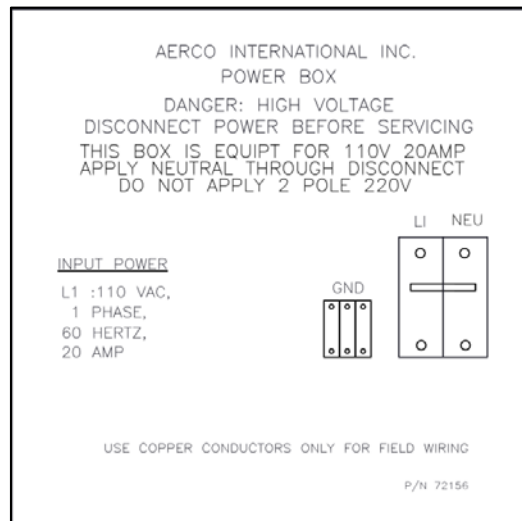 AERCO INTERNATIONAL INC.
POWER BOX
DANGER: HIGH VOLTAGE
DISCONNECT POWER BEFORE SERVICING
THIS BOX IS EQUIPT FOR 110V 20AMP
APPLY NEUTRAL THROUGH DISCONNECT
DO NOT APPLY 2 POLE 220V
LI NEU
INPUT POWER
GND
L1 :110 VAC,
1 PHASE,
60 HERTZ,
20 AMP
USE COPPER CONDUCTORS ONLY FOR FIELD WIRING
P/N 72156